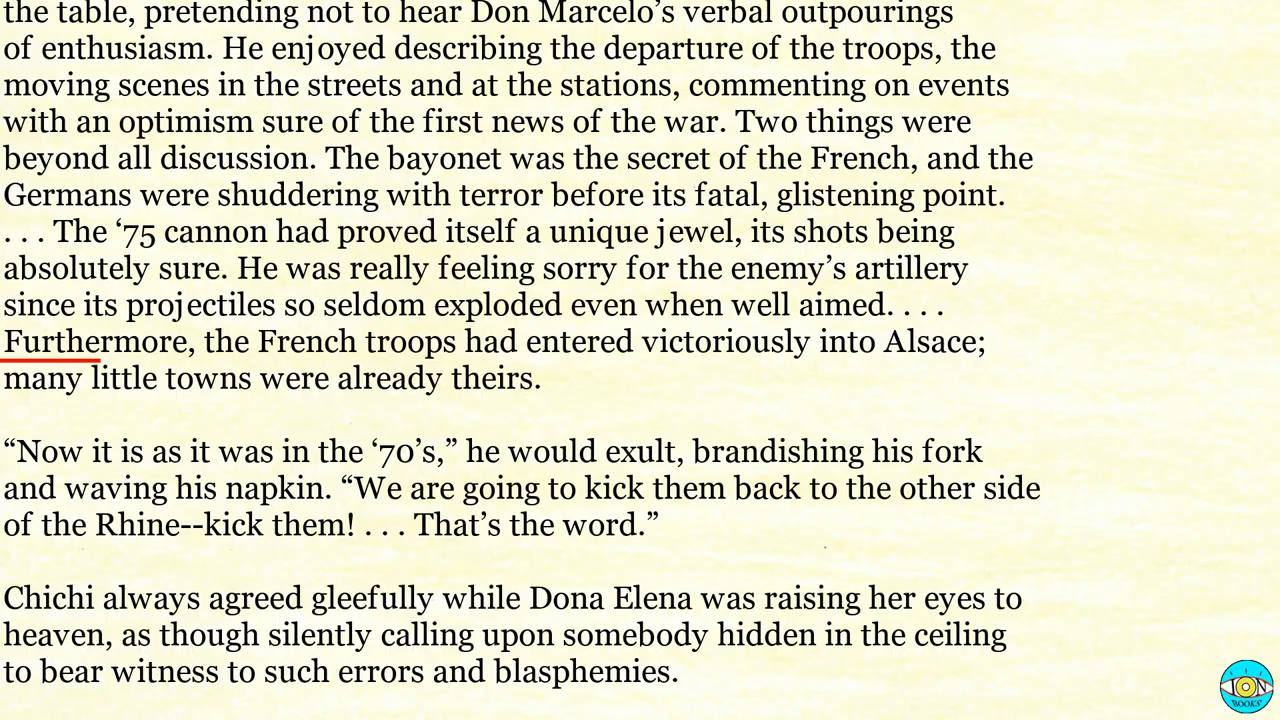 the table, pretending not to hear Don Marcelo’s verbal outpourings
of enthusiasm. He enjoyed describing the departure of the troops, the
moving scenes in the streets and at the stations, commenting on events
with an optimism sure of the first news of the war. Two things were
beyond all discussion. The bayonet was the secret of the French, and the
Germans were shuddering with terror before its fatal, glistening point.
. . . The ‘75 cannon had proved itself a unique jewel, its shots being
absolutely sure. He was really feeling sorry for the enemy’s artillery
since its projectiles so seldom exploded even when well aimed. . . .
Furthermore, the French troops had entered victoriously into Alsace;
many little towns were already theirs.
“Now it is as it was in the ‘70’s,” he would exult, brandishing his fork
and waving his napkin. “We are going to kick them back to the other side
of the Rhine--kick them! . . . That’s the word.”
Chichi always agreed gleefully while Dona Elena was raising her eyes to
heaven, as though silently calling upon somebody hidden in the ceiling
to bear witness to such errors and blasphemies.
ION
BOOKS